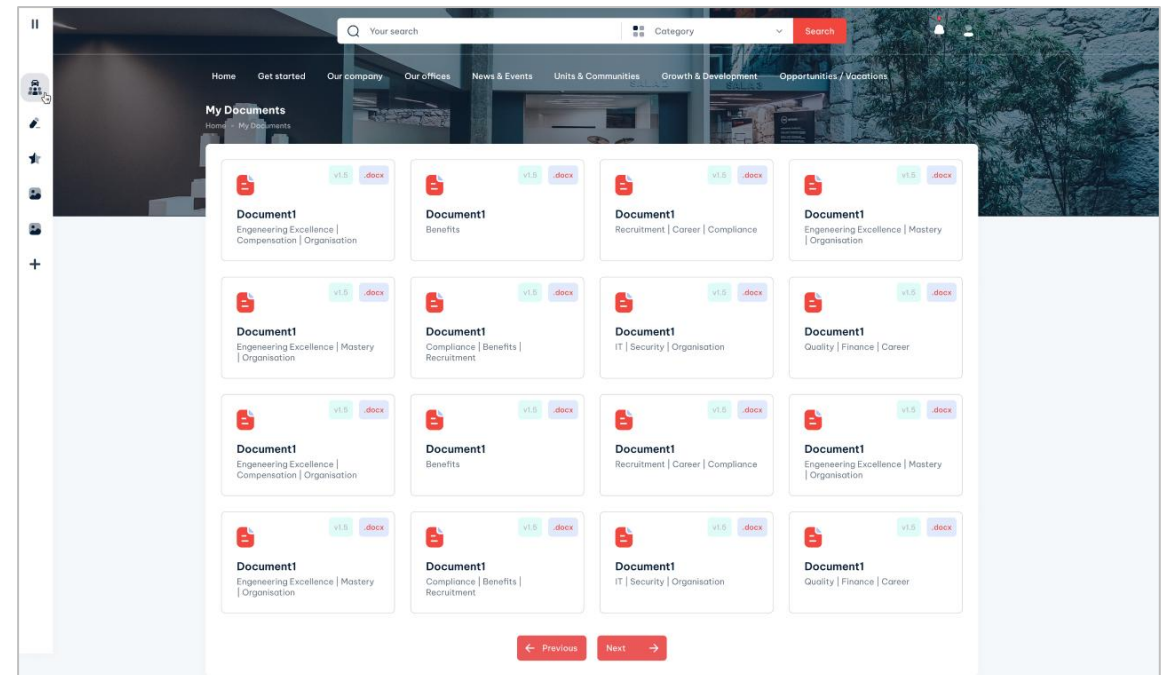 Your search
Category
Search
Home Get started Our company Our offices News & Events Units & Communities Growth & Development Opportunities / Vacations
SALA 3
My Documents
Home - My Documents
v1.5 .docx
Document1
Engeneering Excellence |
Compensation | Organisation
v1.5 .docx
Document1
Benefits
v1.5 .docx
Document1
Recruitment | Career | Compliance
v1.5 .docx
Document1
Engeneering Excellence | Mastery
| Organisation
v1.5 .docx
Document1
Engeneering Excellence | Mastery
| Organisation
v1.5 .docx
Document1
Compliance | Benefits |
Recruitment
v1.5 .docx
Document1
IT | Security | Organisation
v1.5 .docx
Document1
Quality | Finance | Career
v1.5 .docx
Document1
Engeneering Excellence |
Compensation | Organisation
v1.5 .docx
Document1
Benefits
v1.5 .docx
Document1
Recruitment | Career | Compliance
v1.5 .docx
Document1
Engeneering Excellence | Mastery
| Organisation
v1.5 .docx
Document1
Engeneering Excellence | Mastery
| Organisation
v1.5 .docx
Document1
Compliance | Benefits |
Recruitment
v1.5 .docx
Document1
IT | Security | Organisation
v1.5 .docx
Document1
Quality | Finance | Career
← Previous
Next →